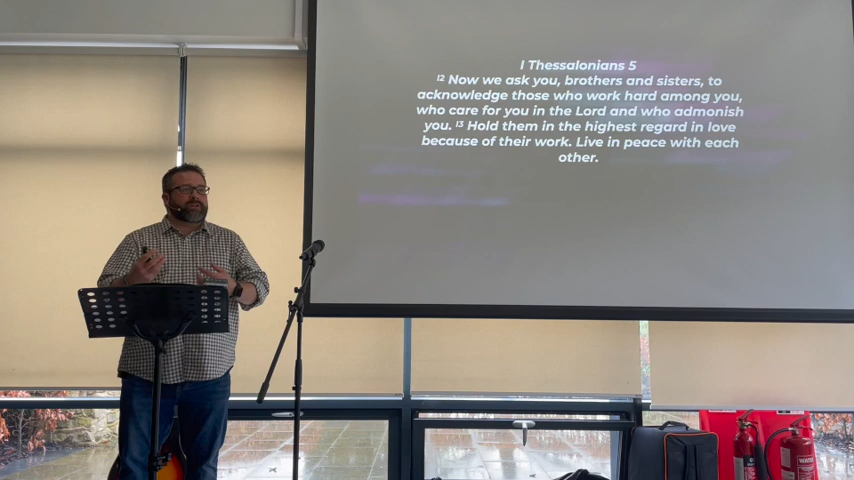 1 Thessalonians 5
12 Now we ask you, brothers and sisters, to
acknowledge those who work hard among you,
who care for you in the Lord and who admonish
you. 13 Hold them in the highest regard in love
because of their work. Live in peace with each
other.
WATER